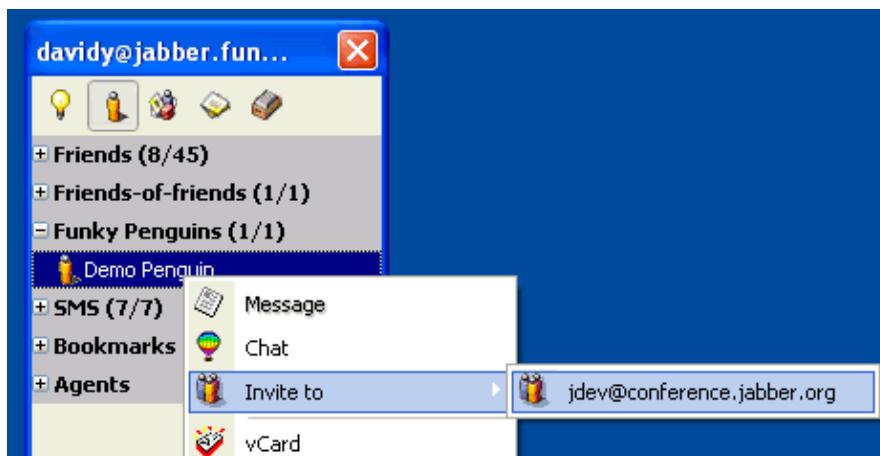 davidy@jabber.fun...
Friends (8/45)
Friends-of-friends (1/1)
Funky Penguins (1/1)
Demo Penguin
SMS (7/7)
Bookmarks
Agents
Message
Chat
Invite to
jdev@conference.jabber.org
vCard